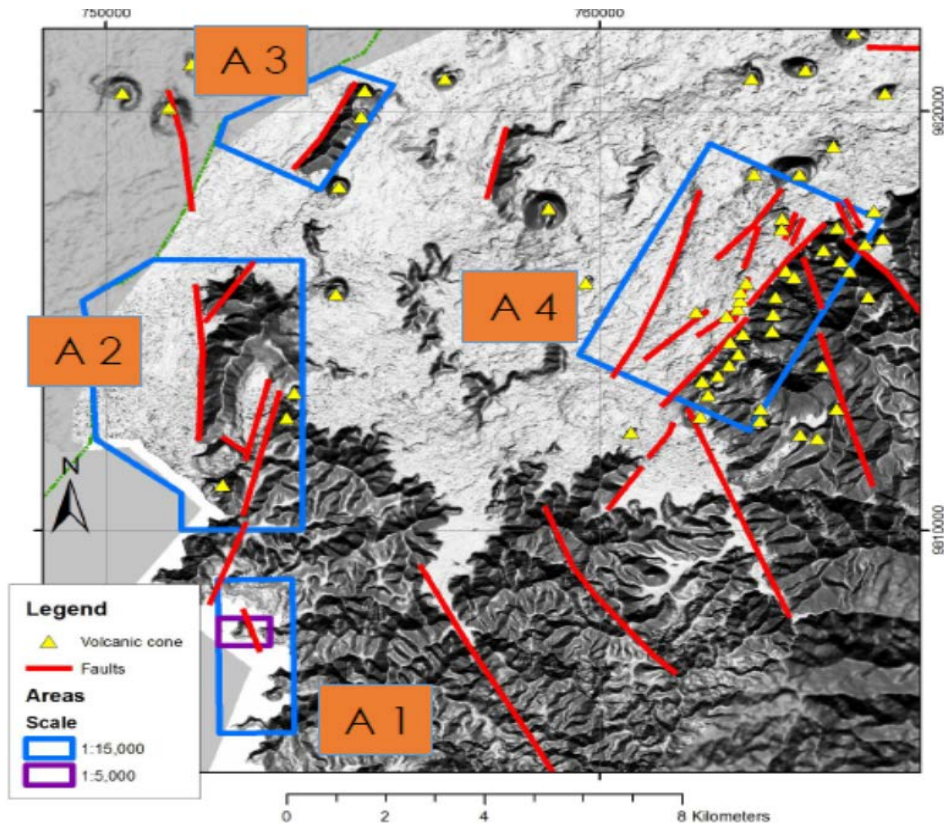 750000
760000
A 3
9820000
A 4
A 2
N
9810000
Legend
Volcanic cone
Faults
Areas
Scale
1:15,000
1:5,000
A 1
0 2 4 8 Kilometers